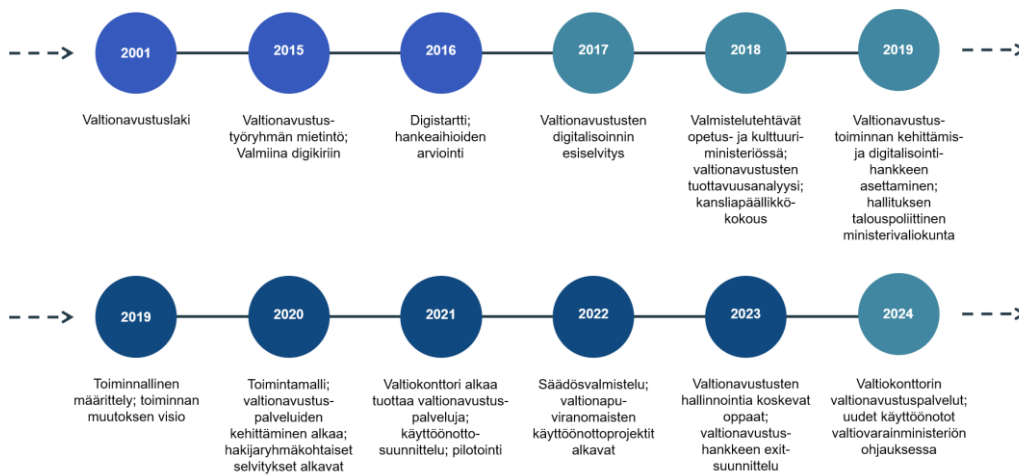 2001
Valtionavustuslaki
2015
Valtionavustus-
työryhmän mietintö;
Valmiina digikiriin
2016
Digistartti;
hankeaihioiden
arviointi
2017
Valtionavustusten
digitalisoinnin
esiselvitys
2018
Valmistelutehtävät
opetus- ja kulttuuri-
ministeriössä;
valtionavustusten
tuottavuusanalyysi;
kansliapäällikkö-
kokous
2019
Valtionavustus-
toiminnan kehittämis-
ja digitalisointi-
hankkeen
asettaminen;
hallituksen
talouspoliittinen
ministerivaliokunta
2019
Toiminnallinen
määrittely; toiminnan
muutoksen visio
2020
Toimintamalli;
valtionavustus-
palveluiden
kehittäminen alkaa;
hakijaryhmäkohtaiset
selvitykset alkavat
2021
Valtiokonttori alkaa
tuottaa valtionavustus-
palveluja;
käyttöönotto-
suunnittelu; pilotointi
2022
Säädösvalmistelu;
valtionapu-
viranomaisten
käyttöönottoprojektit
alkavat
2023
Valtionavustusten
hallinnointia koskevat
oppaat;
valtionavustus-
hankkeen exit-
suunnittelu
2024
Valtiokonttorin
valtionavustuspalvelut;
uudet käyttöönotot
valtiovarainministeriön
ohjauksessa